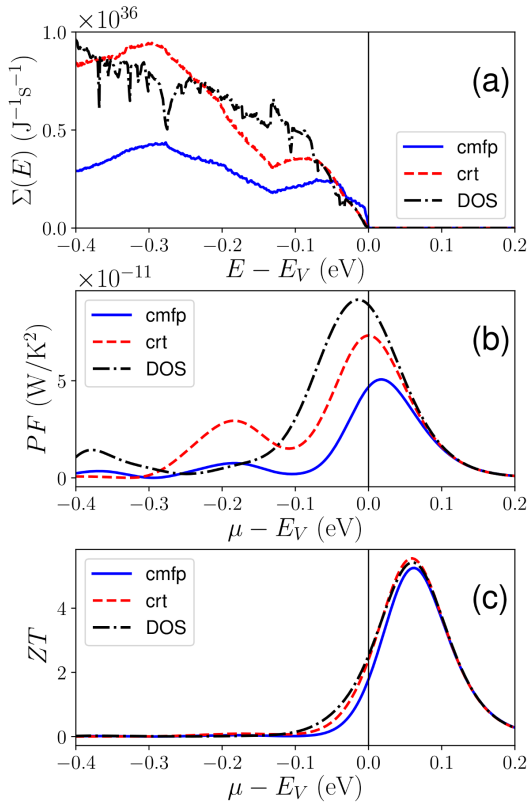 ×10³⁶
1.0
0.5
0.0
Σ(E) (J⁻¹s⁻¹)
(a)
cmfp
crt
DOS
−0.4 −0.3 −0.2 −0.1 0.0 0.1 0.2
E − E_V (eV)
×10⁻¹¹
5
0
PF (W/K²)
(b)
cmfp
crt
DOS
−0.4 −0.3 −0.2 −0.1 0.0 0.1 0.2
μ − E_V (eV)
4
2
0
ZT
(c)
cmfp
crt
DOS
−0.4 −0.3 −0.2 −0.1 0.0 0.1 0.2
μ − E_V (eV)